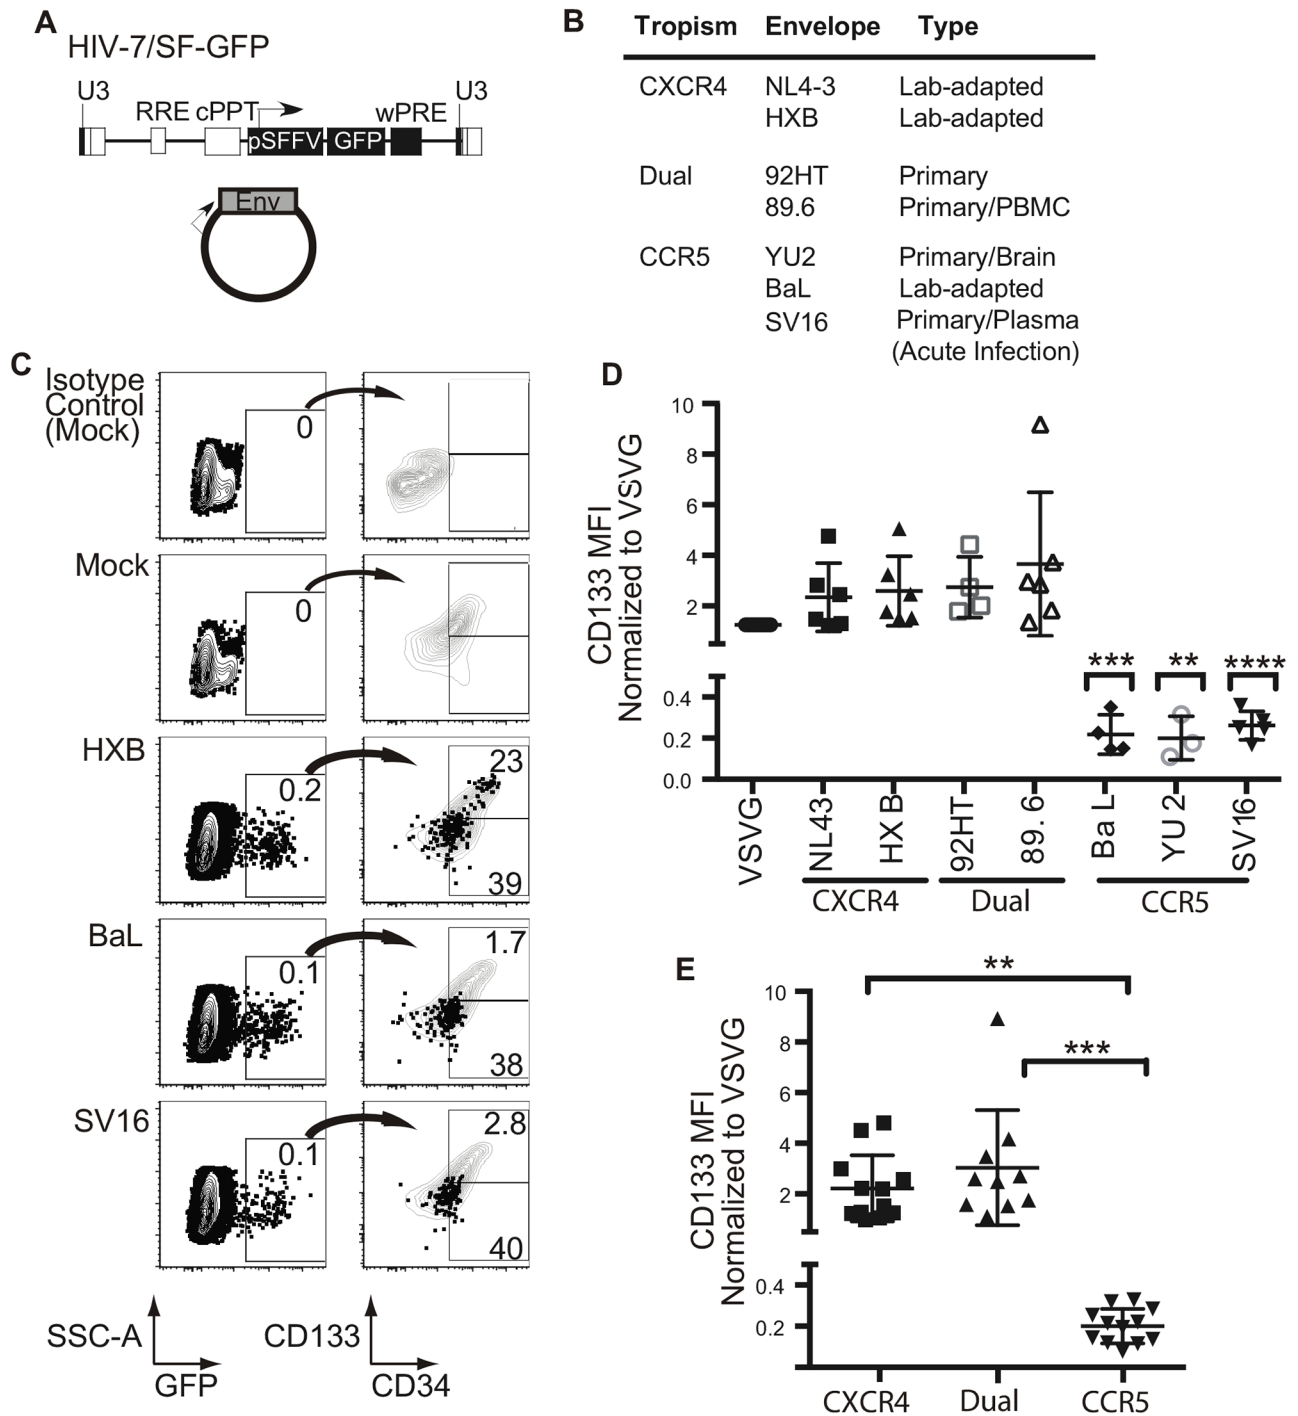 A
HIV-7/SF-GFP
U3
U3
RRE cPPT
wPRE
pSFFV
GFP
Env
B
Tropism Envelope Type
CXCR4 NL4-3 Lab-adapted
HXB Lab-adapted
Dual 92HT Primary
89.6 Primary/PBMC
CCR5 YU2 Primary/Brain
BaL Lab-adapted
SV16 Primary/Plasma
(Acute Infection)
C
Isotype
Control
(Mock)
0
Mock
0
HXB
0.2
23
39
BaL
0.1
1.7
38
SV16
0.1
2.8
40
SSC-A
GFP
CD133
CD34
D
CD133 MFI
Normalized to VSVG
10
8
6
4
2
0.4
0.2
0.0
*** ** ****
VSVG
NL43
HX B
92HT
89. 6
Ba L
YU 2
SV16
CXCR4
Dual
CCR5
E
CD133 MFI
Normalized to VSVG
10
8
6
4
2
0.4
0.2
**
***
CXCR4
Dual
CCR5